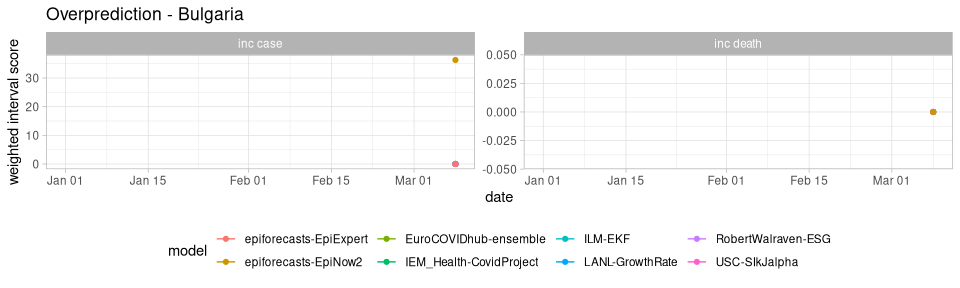 Overprediction - Bulgaria
inc case
inc death
weighted interval score
30
20
10
0
0.050
0.025
0.000
-0.025
-0.050
Jan 01 Jan 15 Feb 01 Feb 15 Mar 01
Jan 01 Jan 15 Feb 01 Feb 15 Mar 01
date
model
epiforecasts-EpiExpert EuroCOVIDhub-ensemble ILM-EKF RobertWalraven-ESG
epiforecasts-EpiNow2 IEM_Health-CovidProject LANL-GrowthRate USC-SIkJalpha